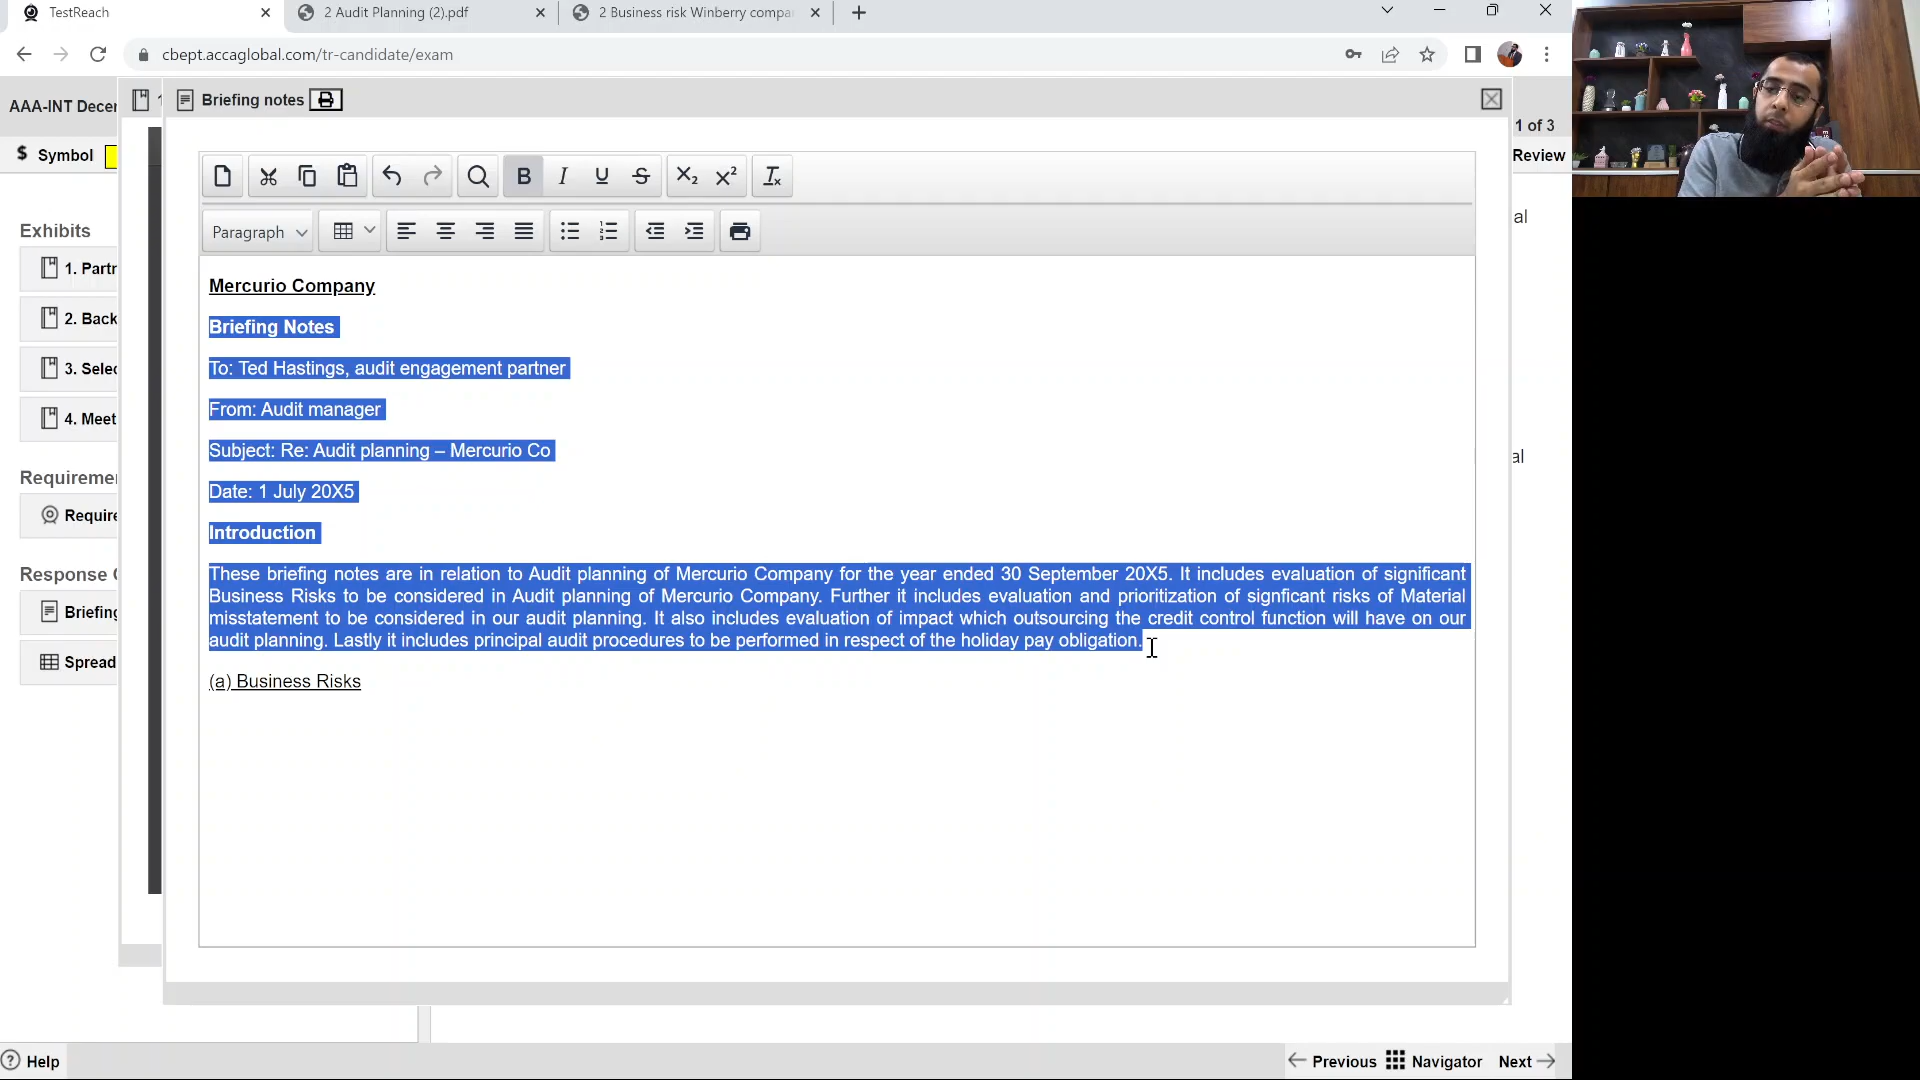 TestReach
2 Audit Planning (2).pdf
2 Business risk Winberry compa
cbept.accaglobal.com/tr-candidate/exam
AAA-INT Decer
1
Briefing notes
1 of 3
$ Symbol
Review
B I U S X₂ X²
Paragraph
al
Exhibits
1. Partr
2. Back
3. Selec
4. Meet
Requireme
Require
Response
Briefing
Spread
Mercurio Company
Briefing Notes
To: Ted Hastings, audit engagement partner
From: Audit manager
Subject: Re: Audit planning – Mercurio Co
al
Date: 1 July 20X5
Introduction
These briefing notes are in relation to Audit planning of Mercurio Company for the year ended 30 September 20X5. It includes evaluation of significant
Business Risks to be considered in Audit planning of Mercurio Company. Further it includes evaluation and prioritization of signficant risks of Material
misstatement to be considered in our audit planning. It also includes evaluation of impact which outsourcing the credit control function will have on our
audit planning. Lastly it includes principal audit procedures to be performed in respect of the holiday pay obligation.
(a) Business Risks
Help
Previous
Navigator
Next